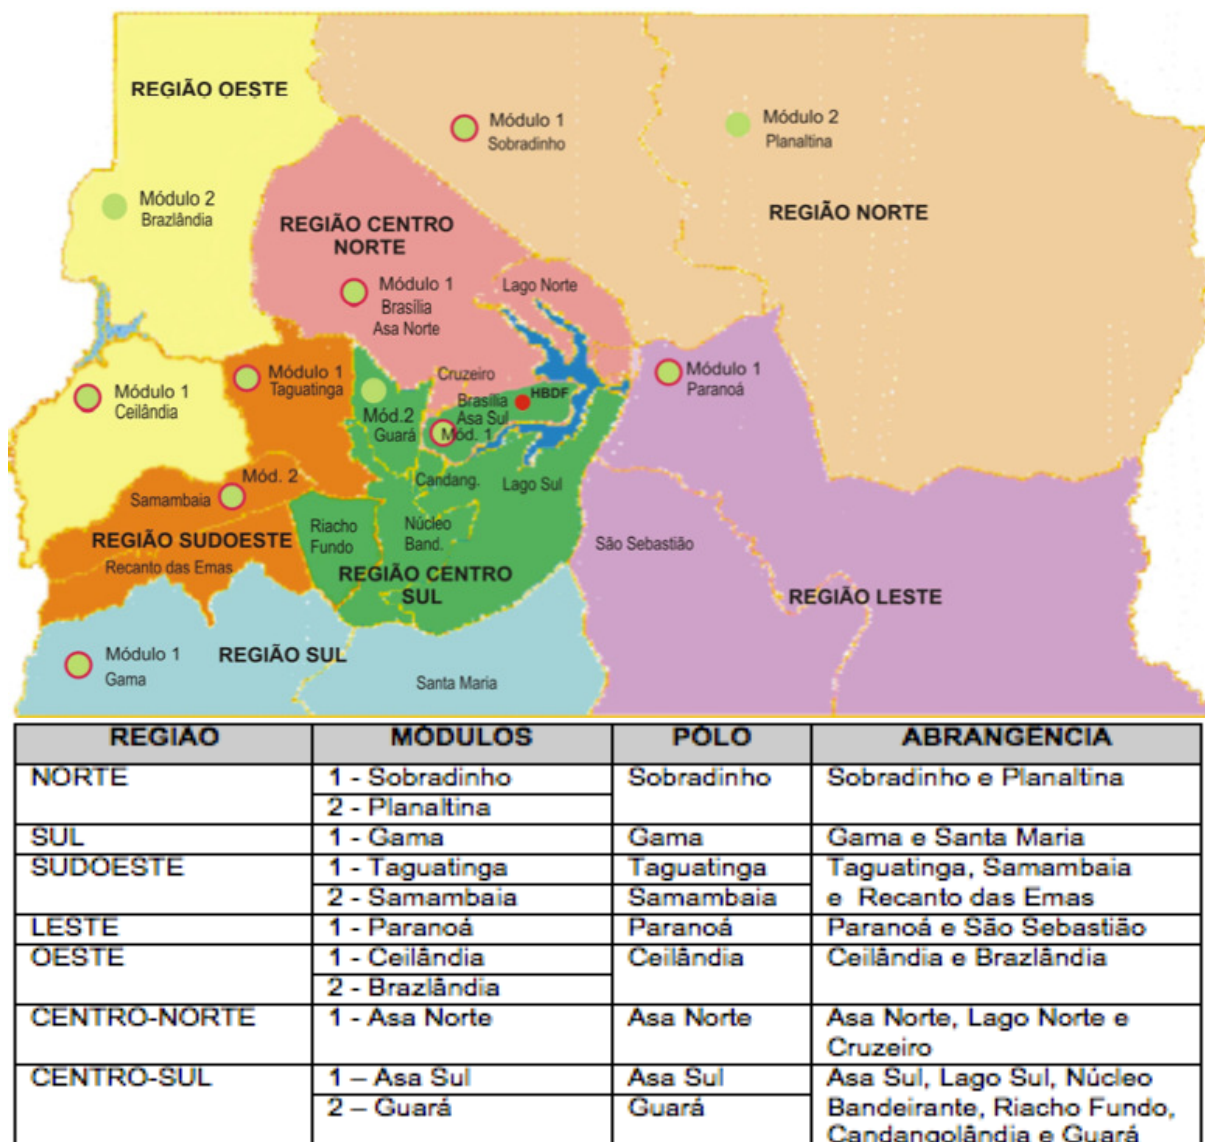 REGIÃO OESTE
Módulo 1
Sobradinho
Módulo 2
Planaltina
Módulo 2
Brazlândia
REGIÃO CENTRO
NORTE
REGIÃO NORTE
Módulo 1
Brasília
Asa Norte
Lago Norte
Módulo 1
Ceilândia
Módulo 1
Taguatinga
Cruzeiro
Módulo 1
Paranoá
Mód.2
Guará
Brasília
Asa Sul
Mód. 1
HBDF
Candang.
Lago Sul
Mód. 2
Samambaia
REGIÃO SUDOESTE
Recanto das Emas
Riacho
Fundo
Núcleo
Band.
São Sebastião
REGIÃO CENTRO
SUL
REGIÃO LESTE
Módulo 1
Gama
REGIÃO SUL
Santa Maria
REGIÃO MÓDULOS PÓLO ABRANGÊNCIA
NORTE 1 - Sobradinho Sobradinho Sobradinho e Planaltina
2 - Planaltina
SUL 1 - Gama Gama Gama e Santa Maria
SUDOESTE 1 - Taguatinga Taguatinga Taguatinga, Samambaia
2 - Samambaia Samambaia e Recanto das Emas
LESTE 1 - Paranoá Paranoá Paranoá e São Sebastião
OESTE 1 - Ceilândia Ceilândia Ceilândia e Brazlândia
2 - Brazlândia
CENTRO-NORTE 1 - Asa Norte Asa Norte Asa Norte, Lago Norte e
Cruzeiro
CENTRO-SUL 1 – Asa Sul Asa Sul Asa Sul, Lago Sul, Núcleo
2 – Guará Guará Bandeirante, Riacho Fundo,
Candangolândia e Guará